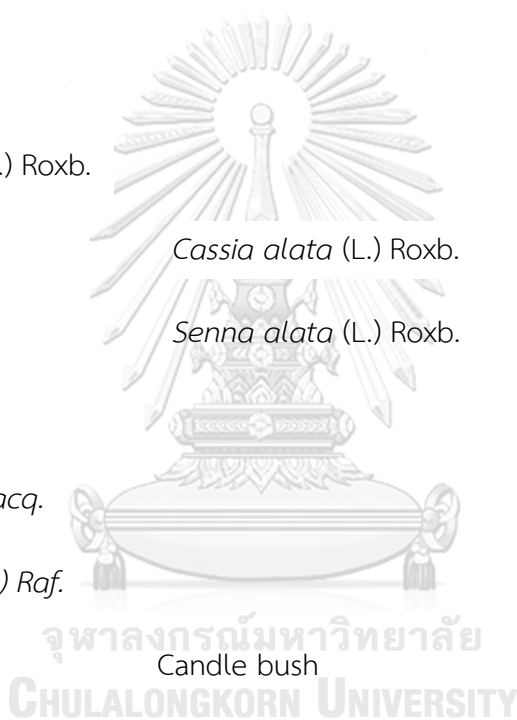 .) Roxb.
Cassia alata (L.) Roxb.
Senna alata (L.) Roxb.
acq.
) Raf.
จุฬาลงกรณ์มหาวิทยาลัย
Candle bush
CHULALONGKORN UNIVERSITY